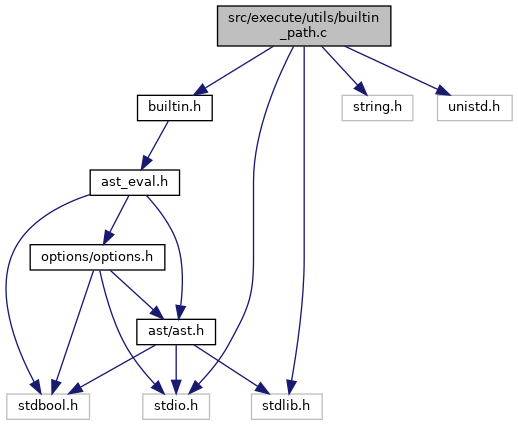 src/execute/utils/builtin
_path.c
builtin.h
string.h
unistd.h
ast_eval.h
options/options.h
ast/ast.h
stdbool.h
stdio.h
stdlib.h